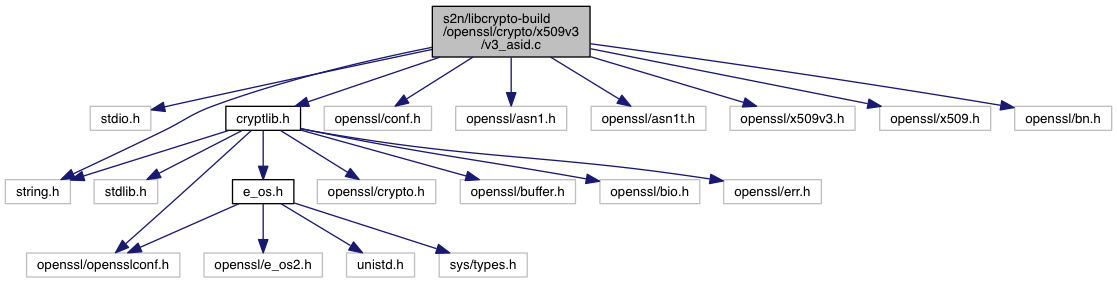 s2n/libcrypto-build
/openssl/crypto/x509v3
/v3_asid.c
stdio.h
cryptlib.h
openssl/conf.h
openssl/asn1.h
openssl/asn1t.h
openssl/x509v3.h
openssl/x509.h
openssl/bn.h
string.h
stdlib.h
e_os.h
openssl/crypto.h
openssl/buffer.h
openssl/bio.h
openssl/err.h
openssl/opensslconf.h
openssl/e_os2.h
unistd.h
sys/types.h